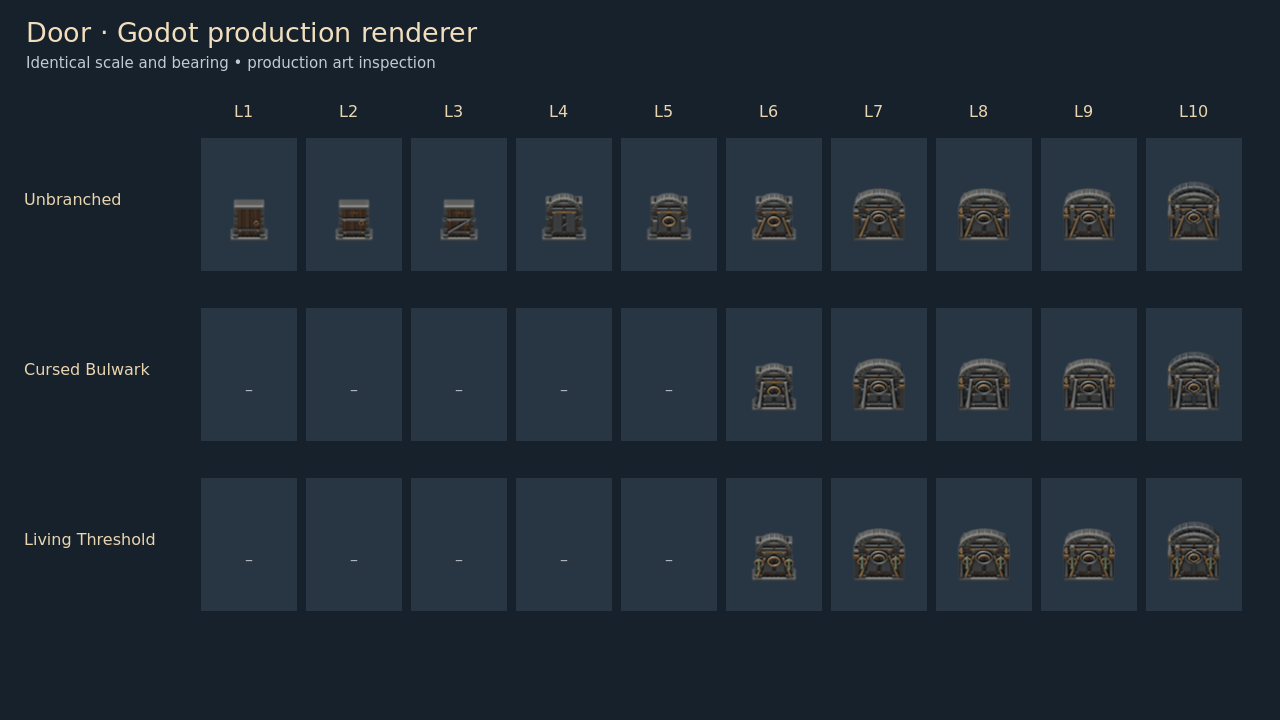 Door · Godot production renderer
Identical scale and bearing • production art inspection
L1 L2 L3 L4 L5 L6 L7 L8 L9 L10
Unbranched
Cursed Bulwark
– – – – –
Living Threshold
– – – – –